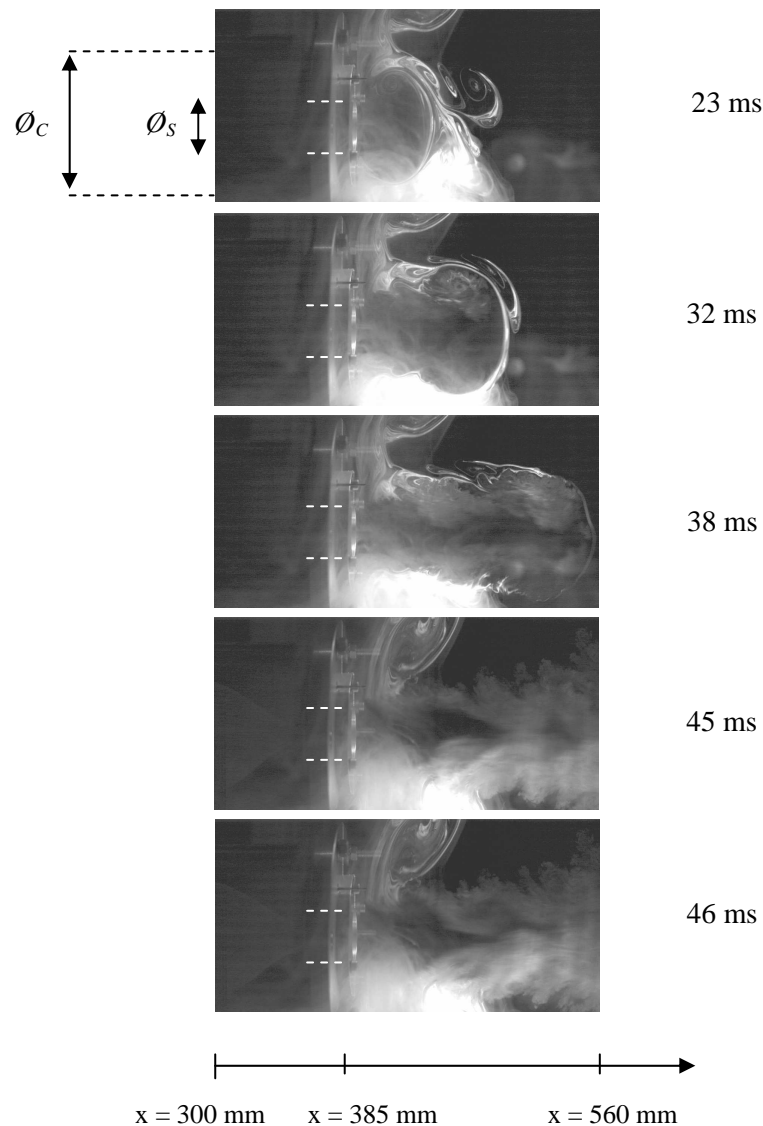 23 ms
Ø_C
Ø_S
32 ms
38 ms
45 ms
46 ms
x = 300 mm x = 385 mm x = 560 mm